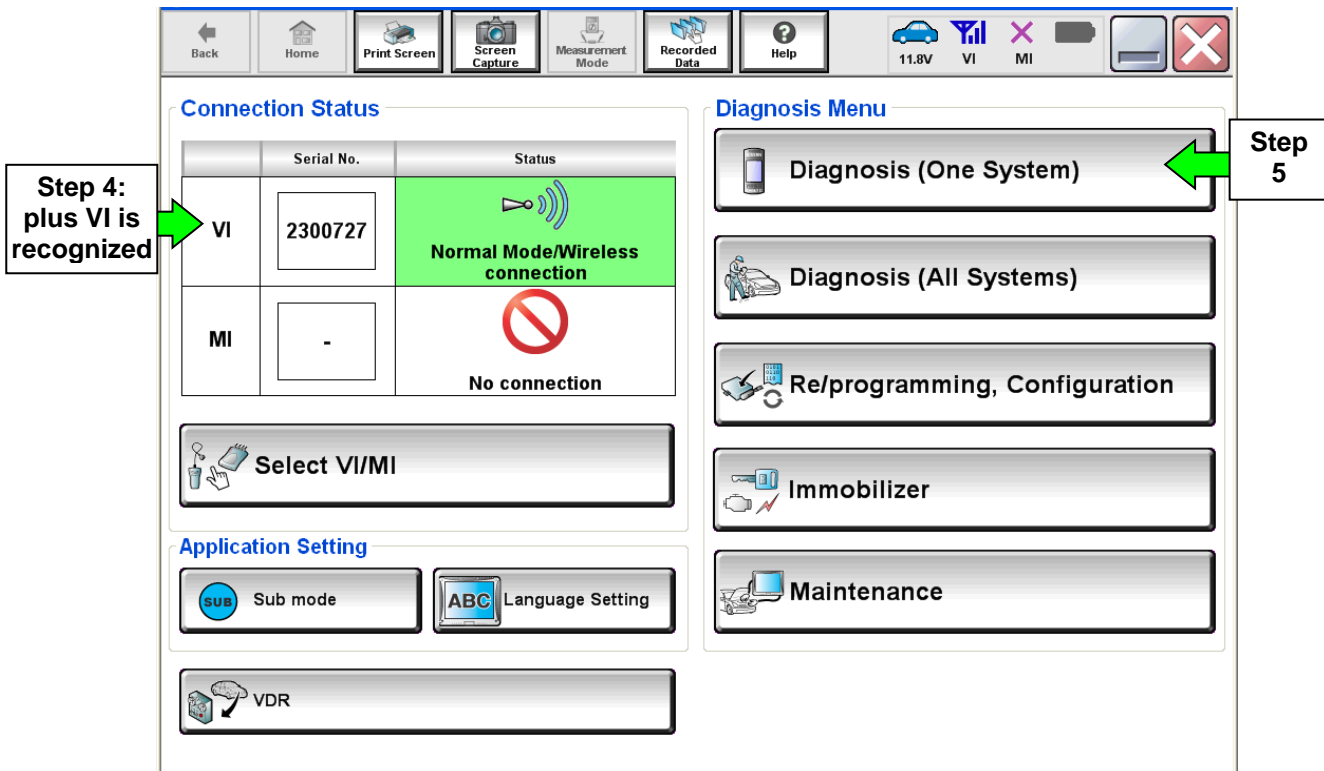 Back
Home
Print Screen
Screen
Capture
Measurement
Mode
Recorded
Data
?
Help
11.8V
VI
MI
Connection Status
Serial No.
Status
Step 4:
plus VI is
recognized
VI
2300727
Normal Mode/Wireless
connection
MI
-
No connection
Select VI/MI
Application Setting
SUB
Sub mode
ABC
Language Setting
VDR
Diagnosis Menu
Diagnosis (One System)
Step
5
Diagnosis (All Systems)
Re/programming, Configuration
Immobilizer
Maintenance